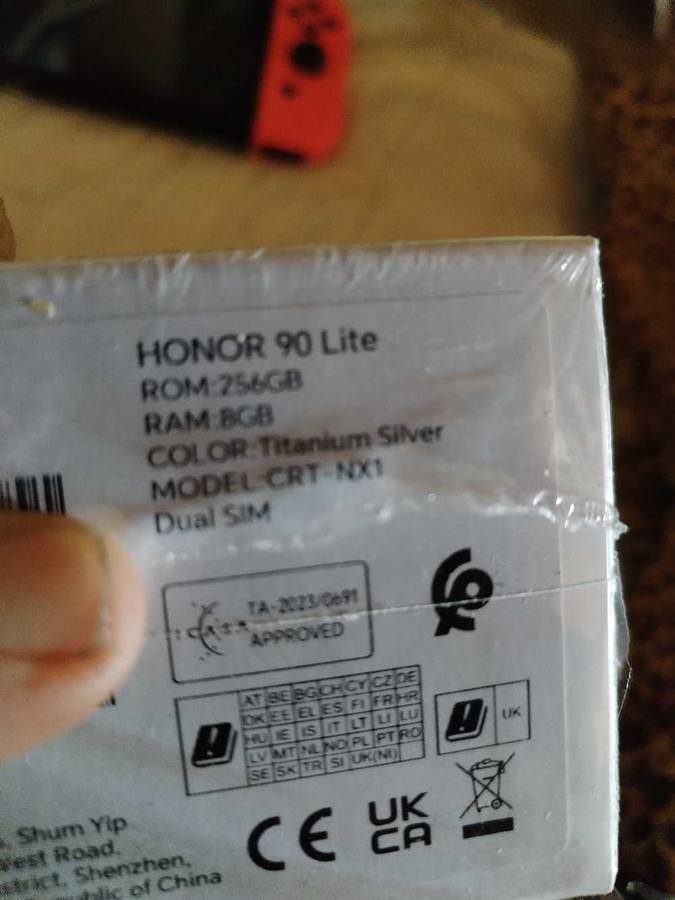 HONOR 90 Lite
ROM:256GB
RAM:8GB
COLOR:Titanium Silver
MODEL:CRT-NX1
Dual SIM
I C A S A
TA-2023/0691
APPROVED
AT BE BG CH CY CZ DE
DK EE EL ES FI FR HR
HU IE IS IT LT LI LU
LV MT NL NO PL PT RO
SE SK TR SI UK(NI)
UK
CE
UK
CA
Shum Yip
West Road,
District, Shenzhen,
Republic of China